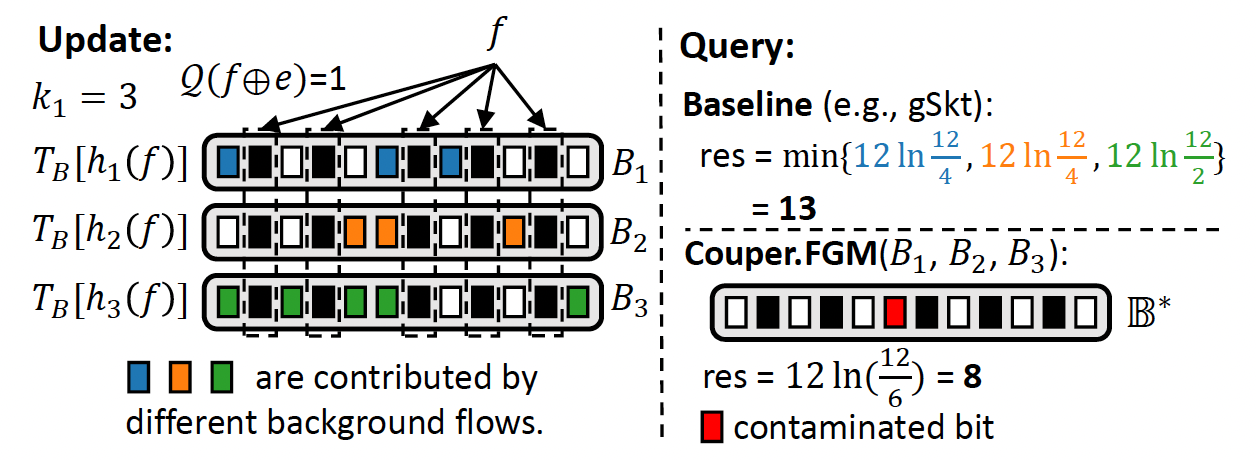 Update:
f
k₁ = 3
𝒬(f⊕e)=1
T_B[h₁(f)]
B₁
T_B[h₂(f)]
B₂
T_B[h₃(f)]
B₃
are contributed by
different background flows.
Query:
Baseline (e.g., gSkt):
res = min{12 ln 12/4, 12 ln 12/4, 12 ln 12/2}
= 13
Couper.FGM(B₁, B₂, B₃):
𝔹*
res = 12 ln(12/6) = 8
contaminated bit